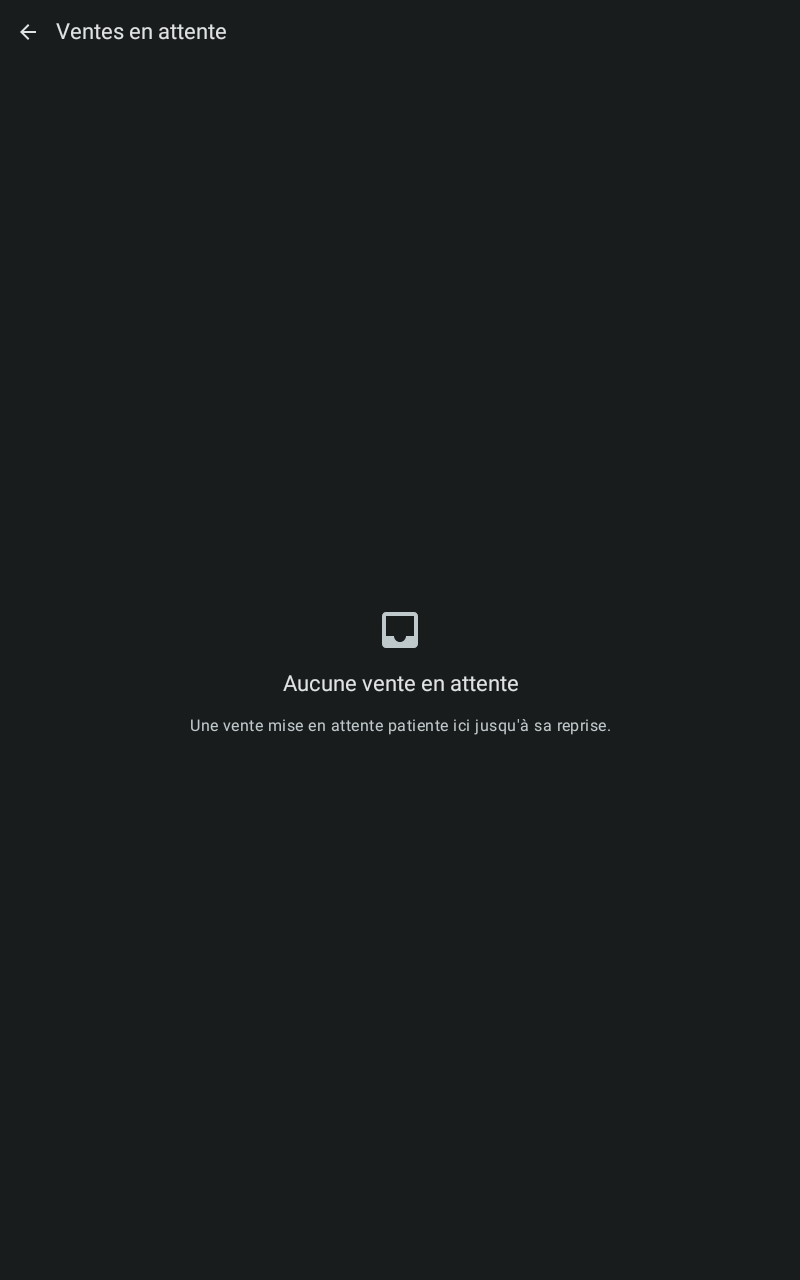 Ventes en attente
Aucune vente en attente
Une vente mise en attente patiente ici jusqu'à sa reprise.